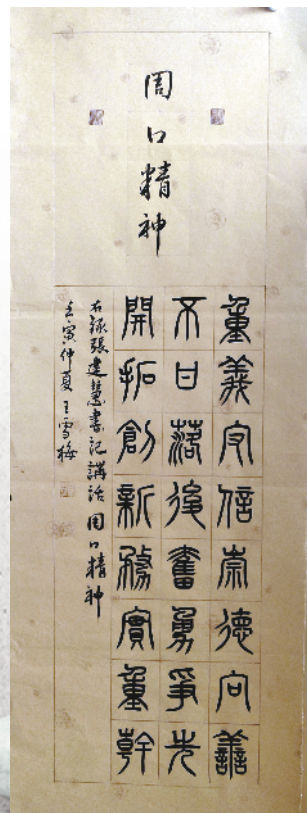 周口精神
重義守信崇德向善
不甘落後奮勇爭先
開拓創新務實重幹
右錄張建慧書記講話周口精神
壬寅仲夏王雪梅